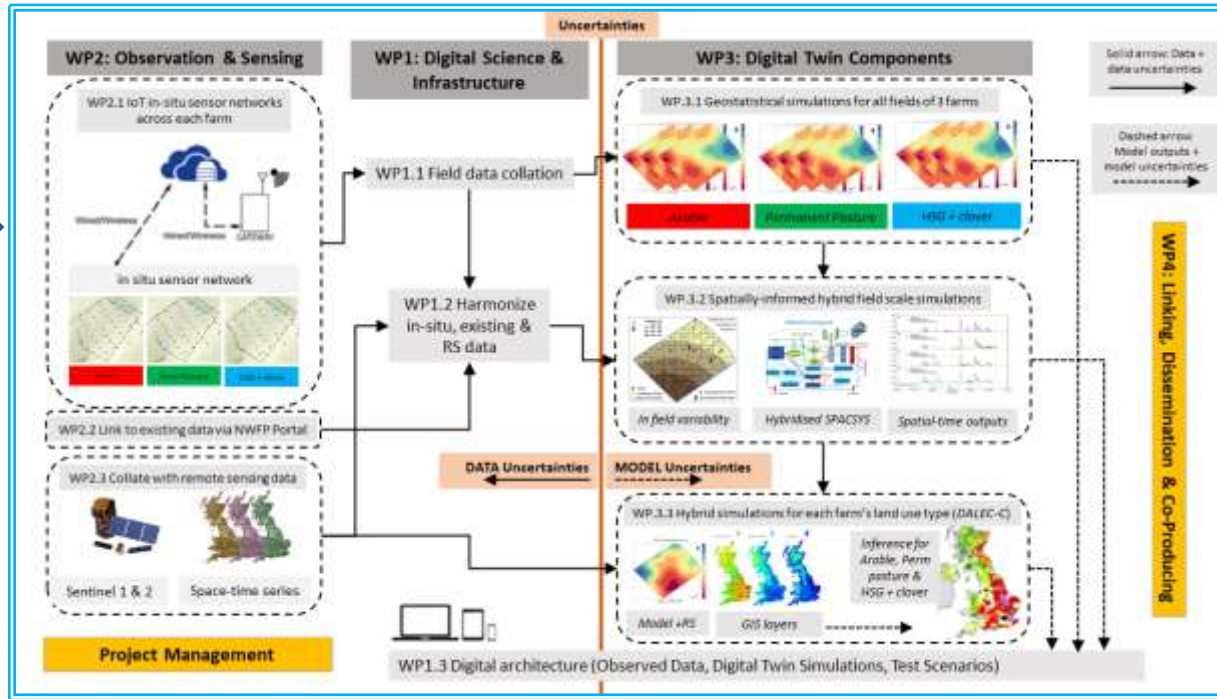 Uncertainties
WP2: Observation & Sensing
WP2.1 IoT in-situ sensor networks
across each farm
Wired/Wireless
Wired/Wireless
GATEWAY
in situ sensor network
WP2.2 Link to existing data via NWFP Portal
WP2.3 Collate with remote sensing data
Sentinel 1 & 2
Space-time series
Project Management
WP1: Digital Science &
Infrastructure
WP1.1 Field data collation
WP1.2 Harmonize
in-situ, existing &
RS data
DATA Uncertainties
MODEL Uncertainties
WP3: Digital Twin Components
WP.3.1 Geostatistical simulations for all fields of 3 farms
Arable
Permanent Pasture
HSG + clover
WP.3.2 Spatially-informed hybrid field scale simulations
In field variability
Hybridised SPACSYS
Spatial-time outputs
WP.3.3 Hybrid simulations for each farm's land use type (DALEC-C)
Model +RS
GIS layers
Inference for
Arable, Perm
pasture &
HSG + clover
WP1.3 Digital architecture (Observed Data, Digital Twin Simulations, Test Scenarios)
Solid arrow: Data +
data uncertainties
Dashed arrow:
Model outputs +
model uncertainties
WP4: Linking, Dissemination & Co-Producing